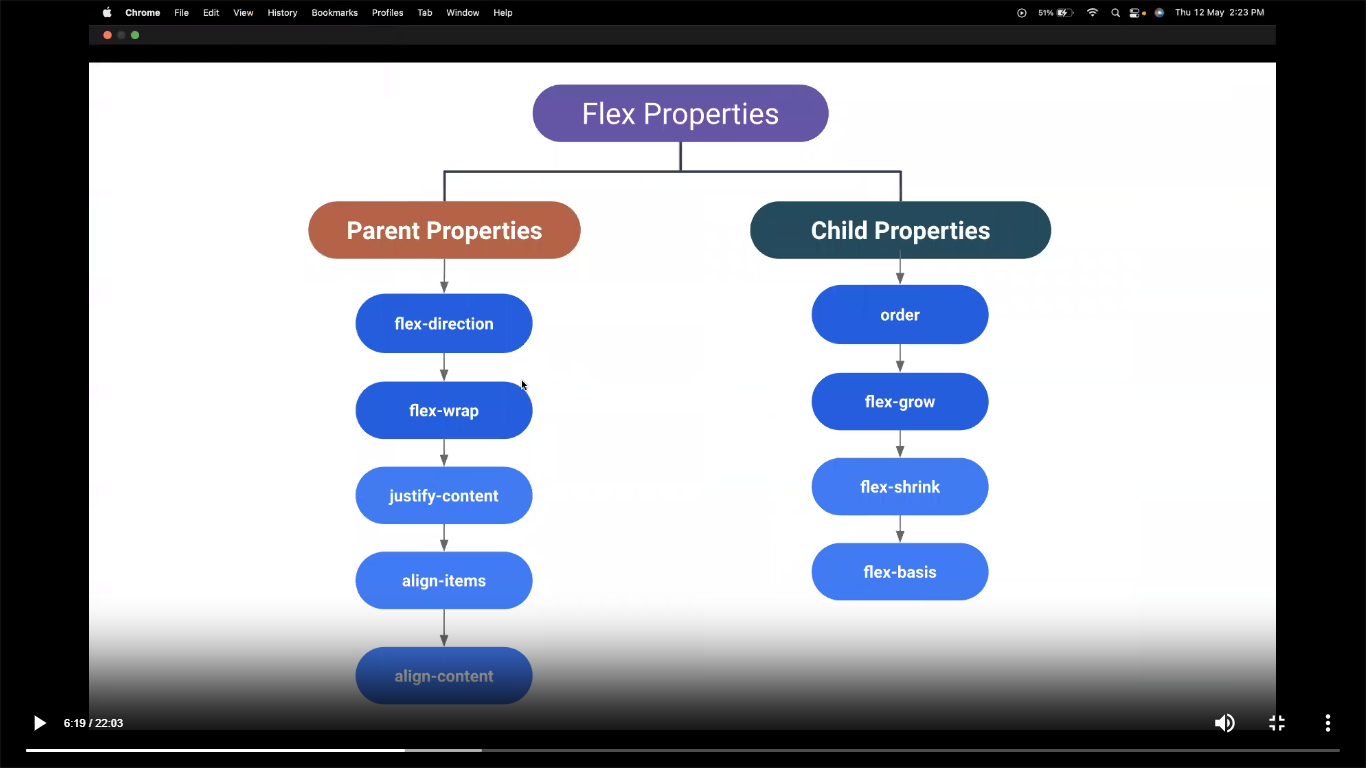 Chrome File Edit View History Bookmarks Profiles Tab Window Help 51% Thu 12 May 2:23 PM
Flex Properties
Parent Properties
flex-direction
flex-wrap
justify-content
align-items
align-content
Child Properties
order
flex-grow
flex-shrink
flex-basis
6:19 / 22:03